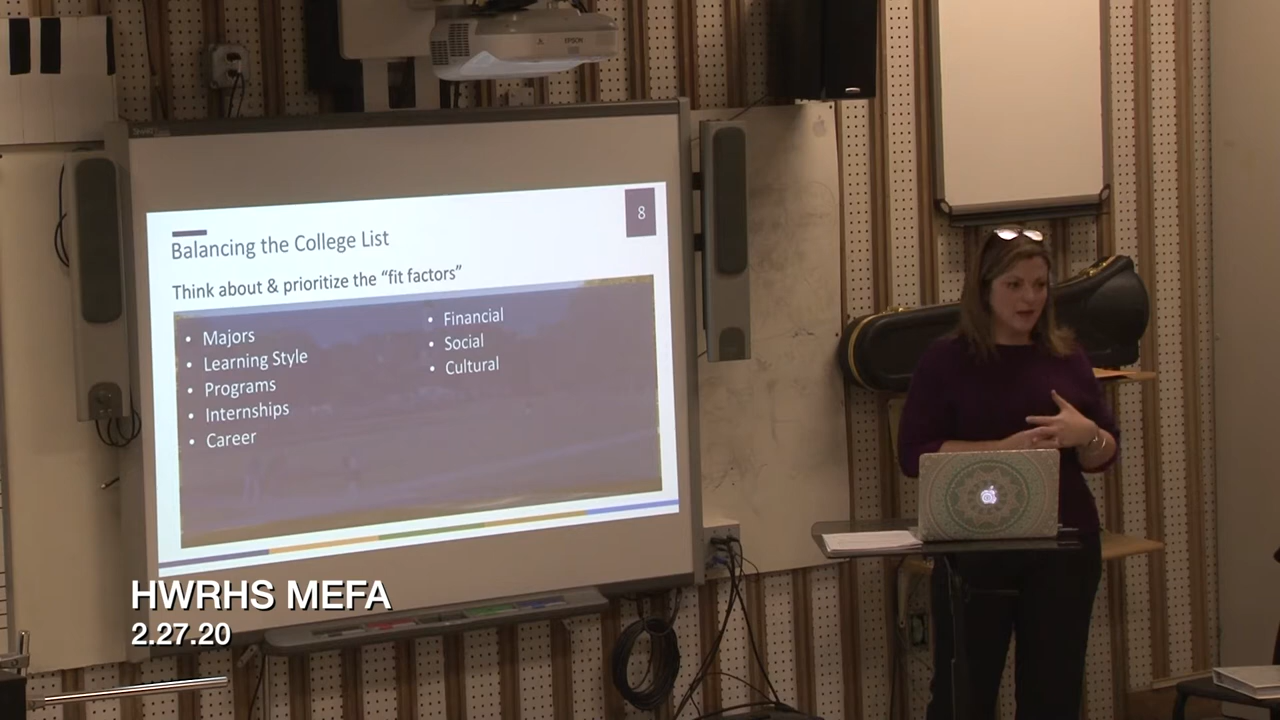 EPSON
8
Balancing the College List
Think about & prioritize the “fit factors”
• Majors
• Learning Style
• Programs
• Internships
• Career
• Financial
• Social
• Cultural
HWRHS MEFA
2.27.20